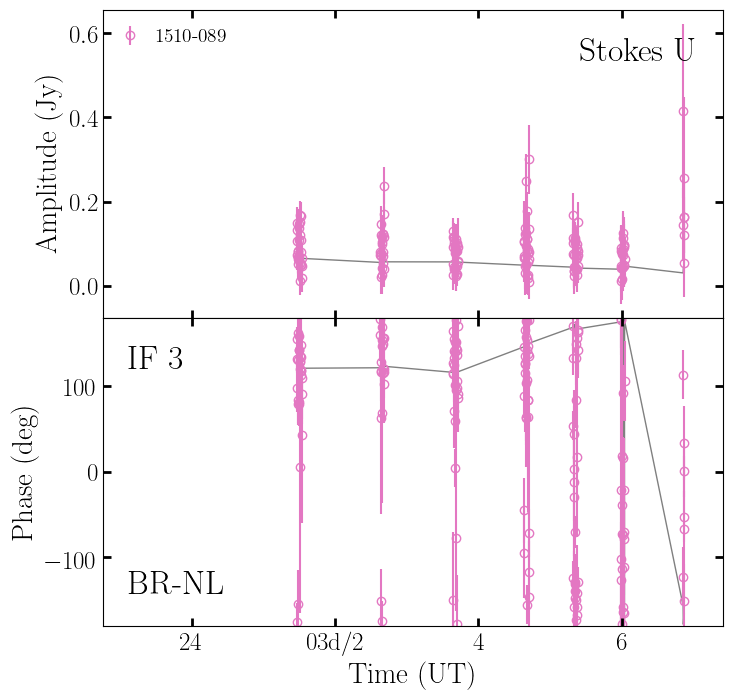 1510-089
Stokes U
Amplitude (Jy)
0.6
0.4
0.2
0.0
IF 3
Phase (deg)
100
0
−100
BR-NL
24 03d/2 4 6
Time (UT)